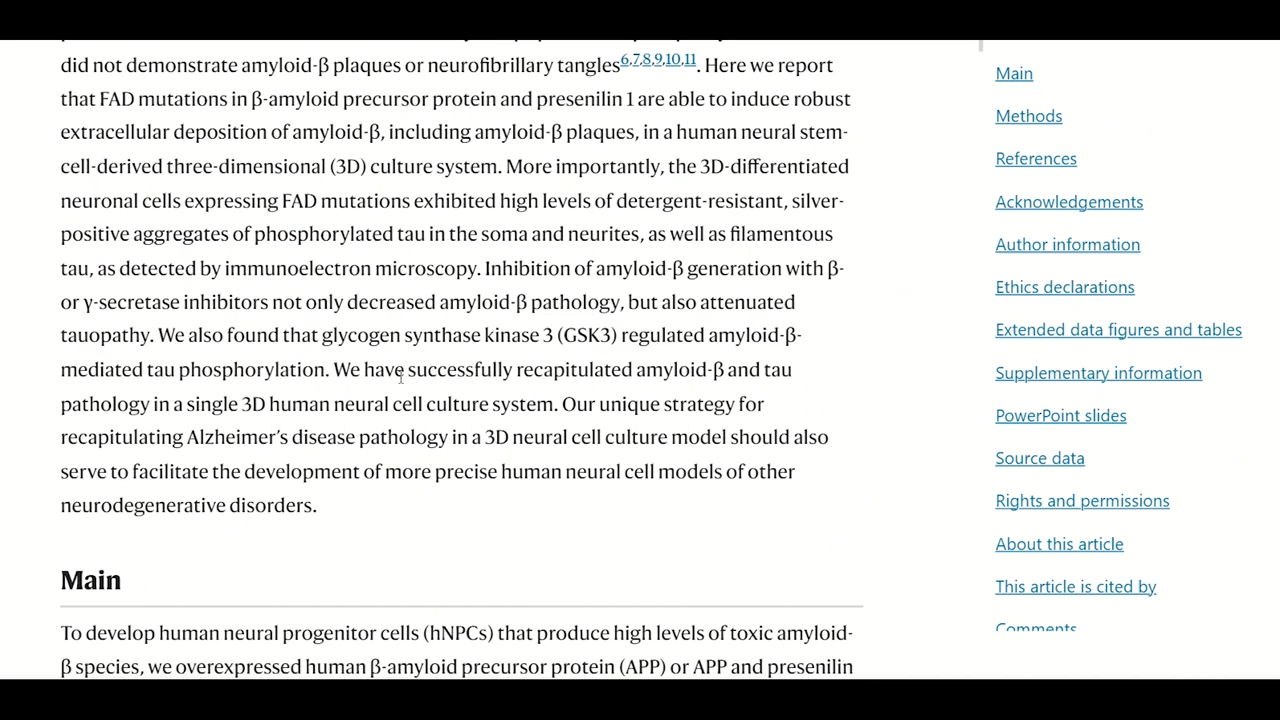 did not demonstrate amyloid-β plaques or neurofibrillary tangles6,7,8,9,10,11. Here we report
that FAD mutations in β-amyloid precursor protein and presenilin 1 are able to induce robust
extracellular deposition of amyloid-β, including amyloid-β plaques, in a human neural stem-
cell-derived three-dimensional (3D) culture system. More importantly, the 3D-differentiated
neuronal cells expressing FAD mutations exhibited high levels of detergent-resistant, silver-
positive aggregates of phosphorylated tau in the soma and neurites, as well as filamentous
tau, as detected by immunoelectron microscopy. Inhibition of amyloid-β generation with β-
or γ-secretase inhibitors not only decreased amyloid-β pathology, but also attenuated
tauopathy. We also found that glycogen synthase kinase 3 (GSK3) regulated amyloid-β-
mediated tau phosphorylation. We have successfully recapitulated amyloid-β and tau
pathology in a single 3D human neural cell culture system. Our unique strategy for
recapitulating Alzheimer's disease pathology in a 3D neural cell culture model should also
serve to facilitate the development of more precise human neural cell models of other
neurodegenerative disorders.
Main
To develop human neural progenitor cells (hNPCs) that produce high levels of toxic amyloid-
β species, we overexpressed human β-amyloid precursor protein (APP) or APP and presenilin
Main
Methods
References
Acknowledgements
Author information
Ethics declarations
Extended data figures and tables
Supplementary information
PowerPoint slides
Source data
Rights and permissions
About this article
This article is cited by
Comments